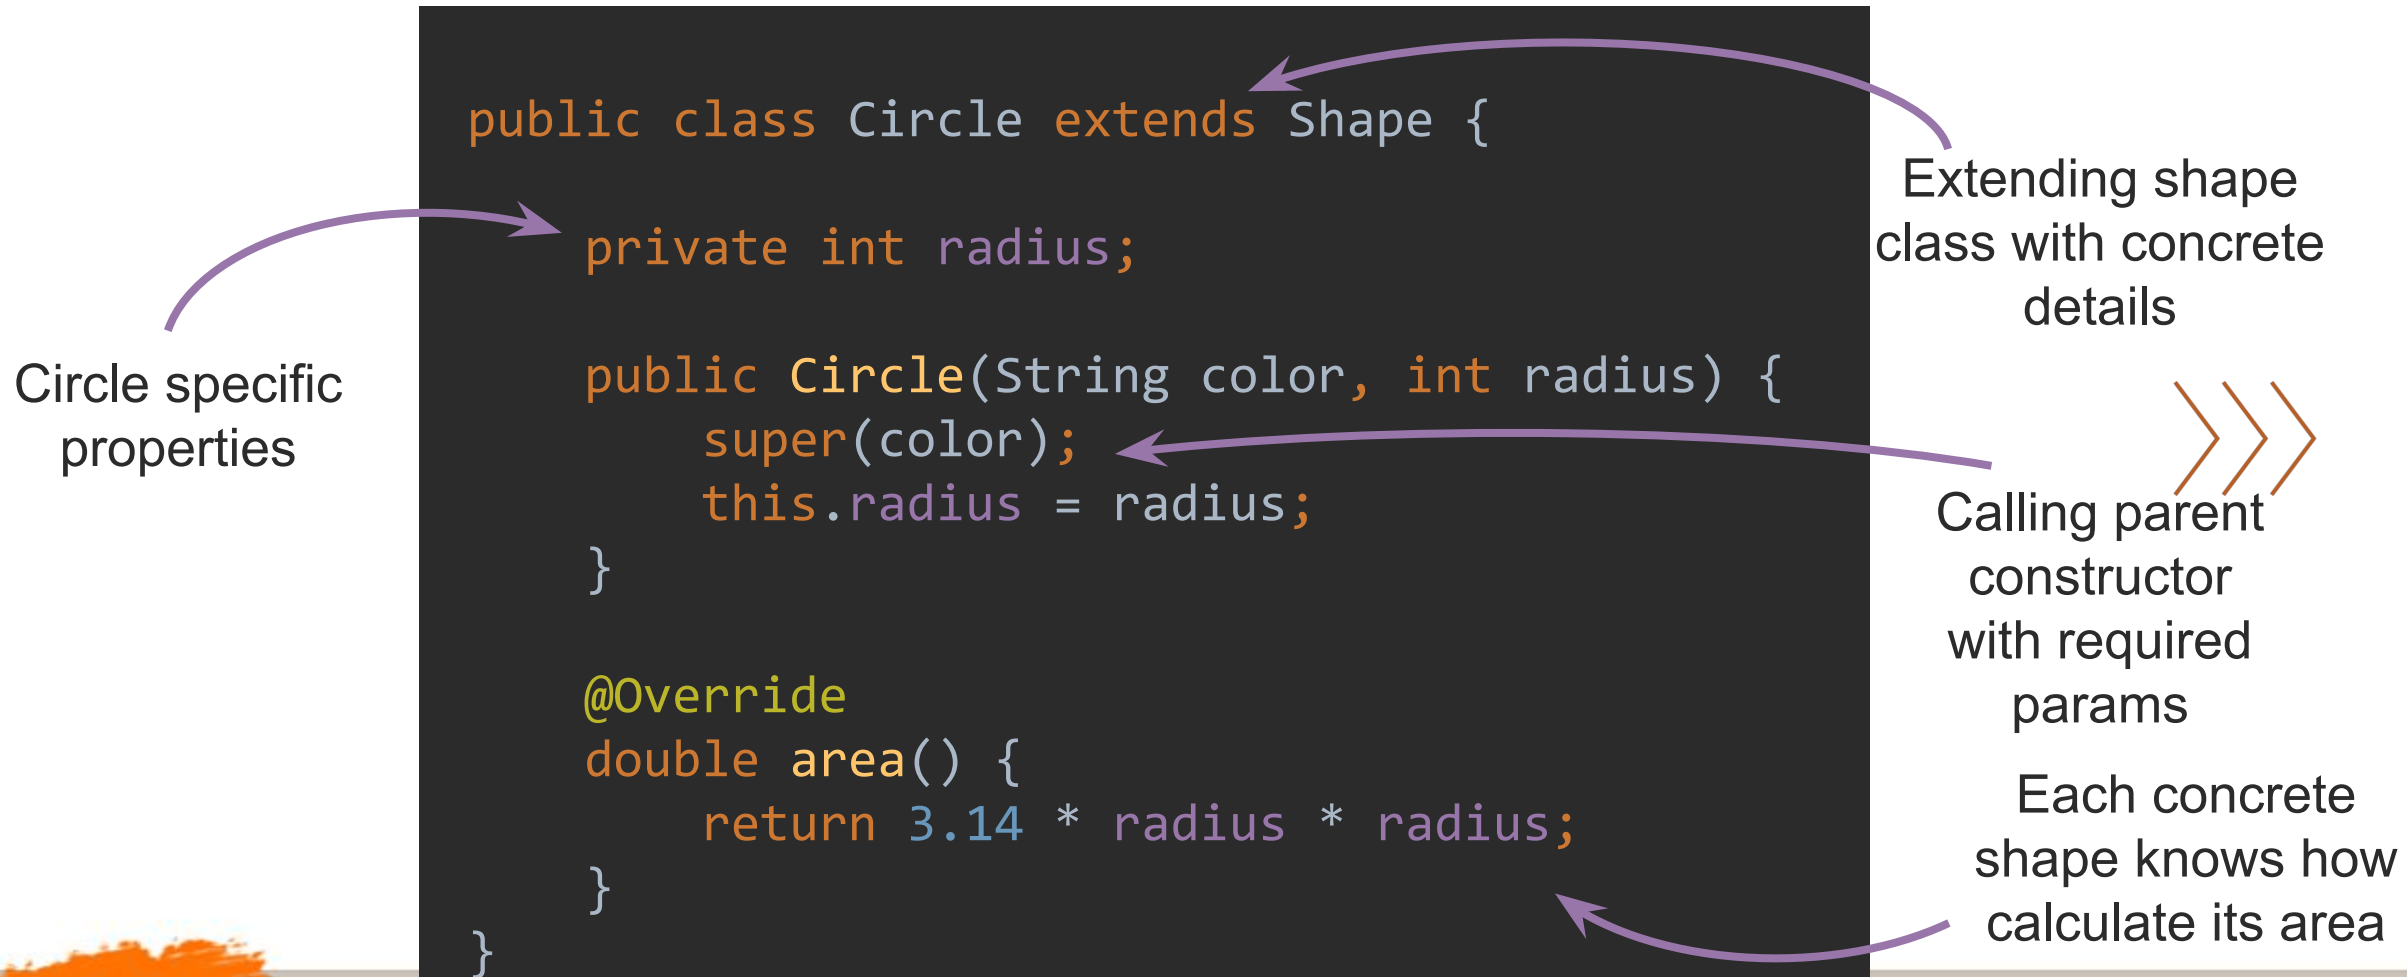 public class Circle extends Shape {
private int radius;
public Circle(String color, int radius) {
super(color);
this.radius = radius;
}
@Override
double area() {
return 3.14 * radius * radius;
}
}
Circle specific
properties
Extending shape
class with concrete
details
Calling parent
constructor
with required
params
Each concrete
shape knows how
calculate its area